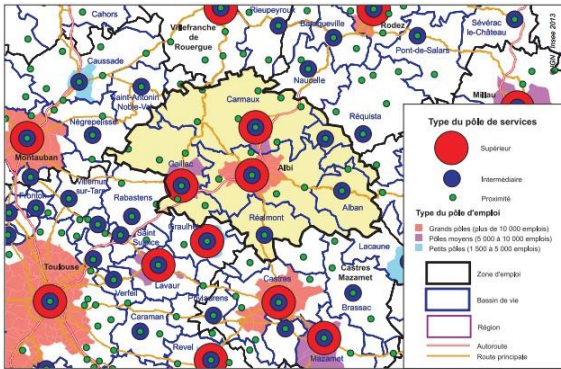 Cahors
Villefranche
de
Rouergue
Rieupeyroux
Rodez
Sévérac
le-Château
©IGN - Insee 2013
Baraqueville
Pont-de-Salars
Caussade
Naucelle
Saint-Antonin
Noble-Val
Carmaux
Millau
Réquista
Nègrepelisse
Montauban
Gaillac
Albi
Villemur
sur-Tarn
Fronton
Rabastens
Alban
Réalmont
Saint
Sulpice
Graulhet
Lacaune
Toulouse
Lavaur
Castres
Mazamet
Verfeil
Castres
Puylaurens
Brassac
Caraman
Revel
Mazamet
Type du pôle de services
Supérieur
Intermédiaire
Proximité
Type du pôle d'emploi
Grands pôles (plus de 10 000 emplois)
Pôles moyens (5 000 à 10 000 emplois)
Petits pôles (1 500 à 5 000 emplois)
Zone d'emploi
Bassin de vie
Région
Autoroute
Route principale